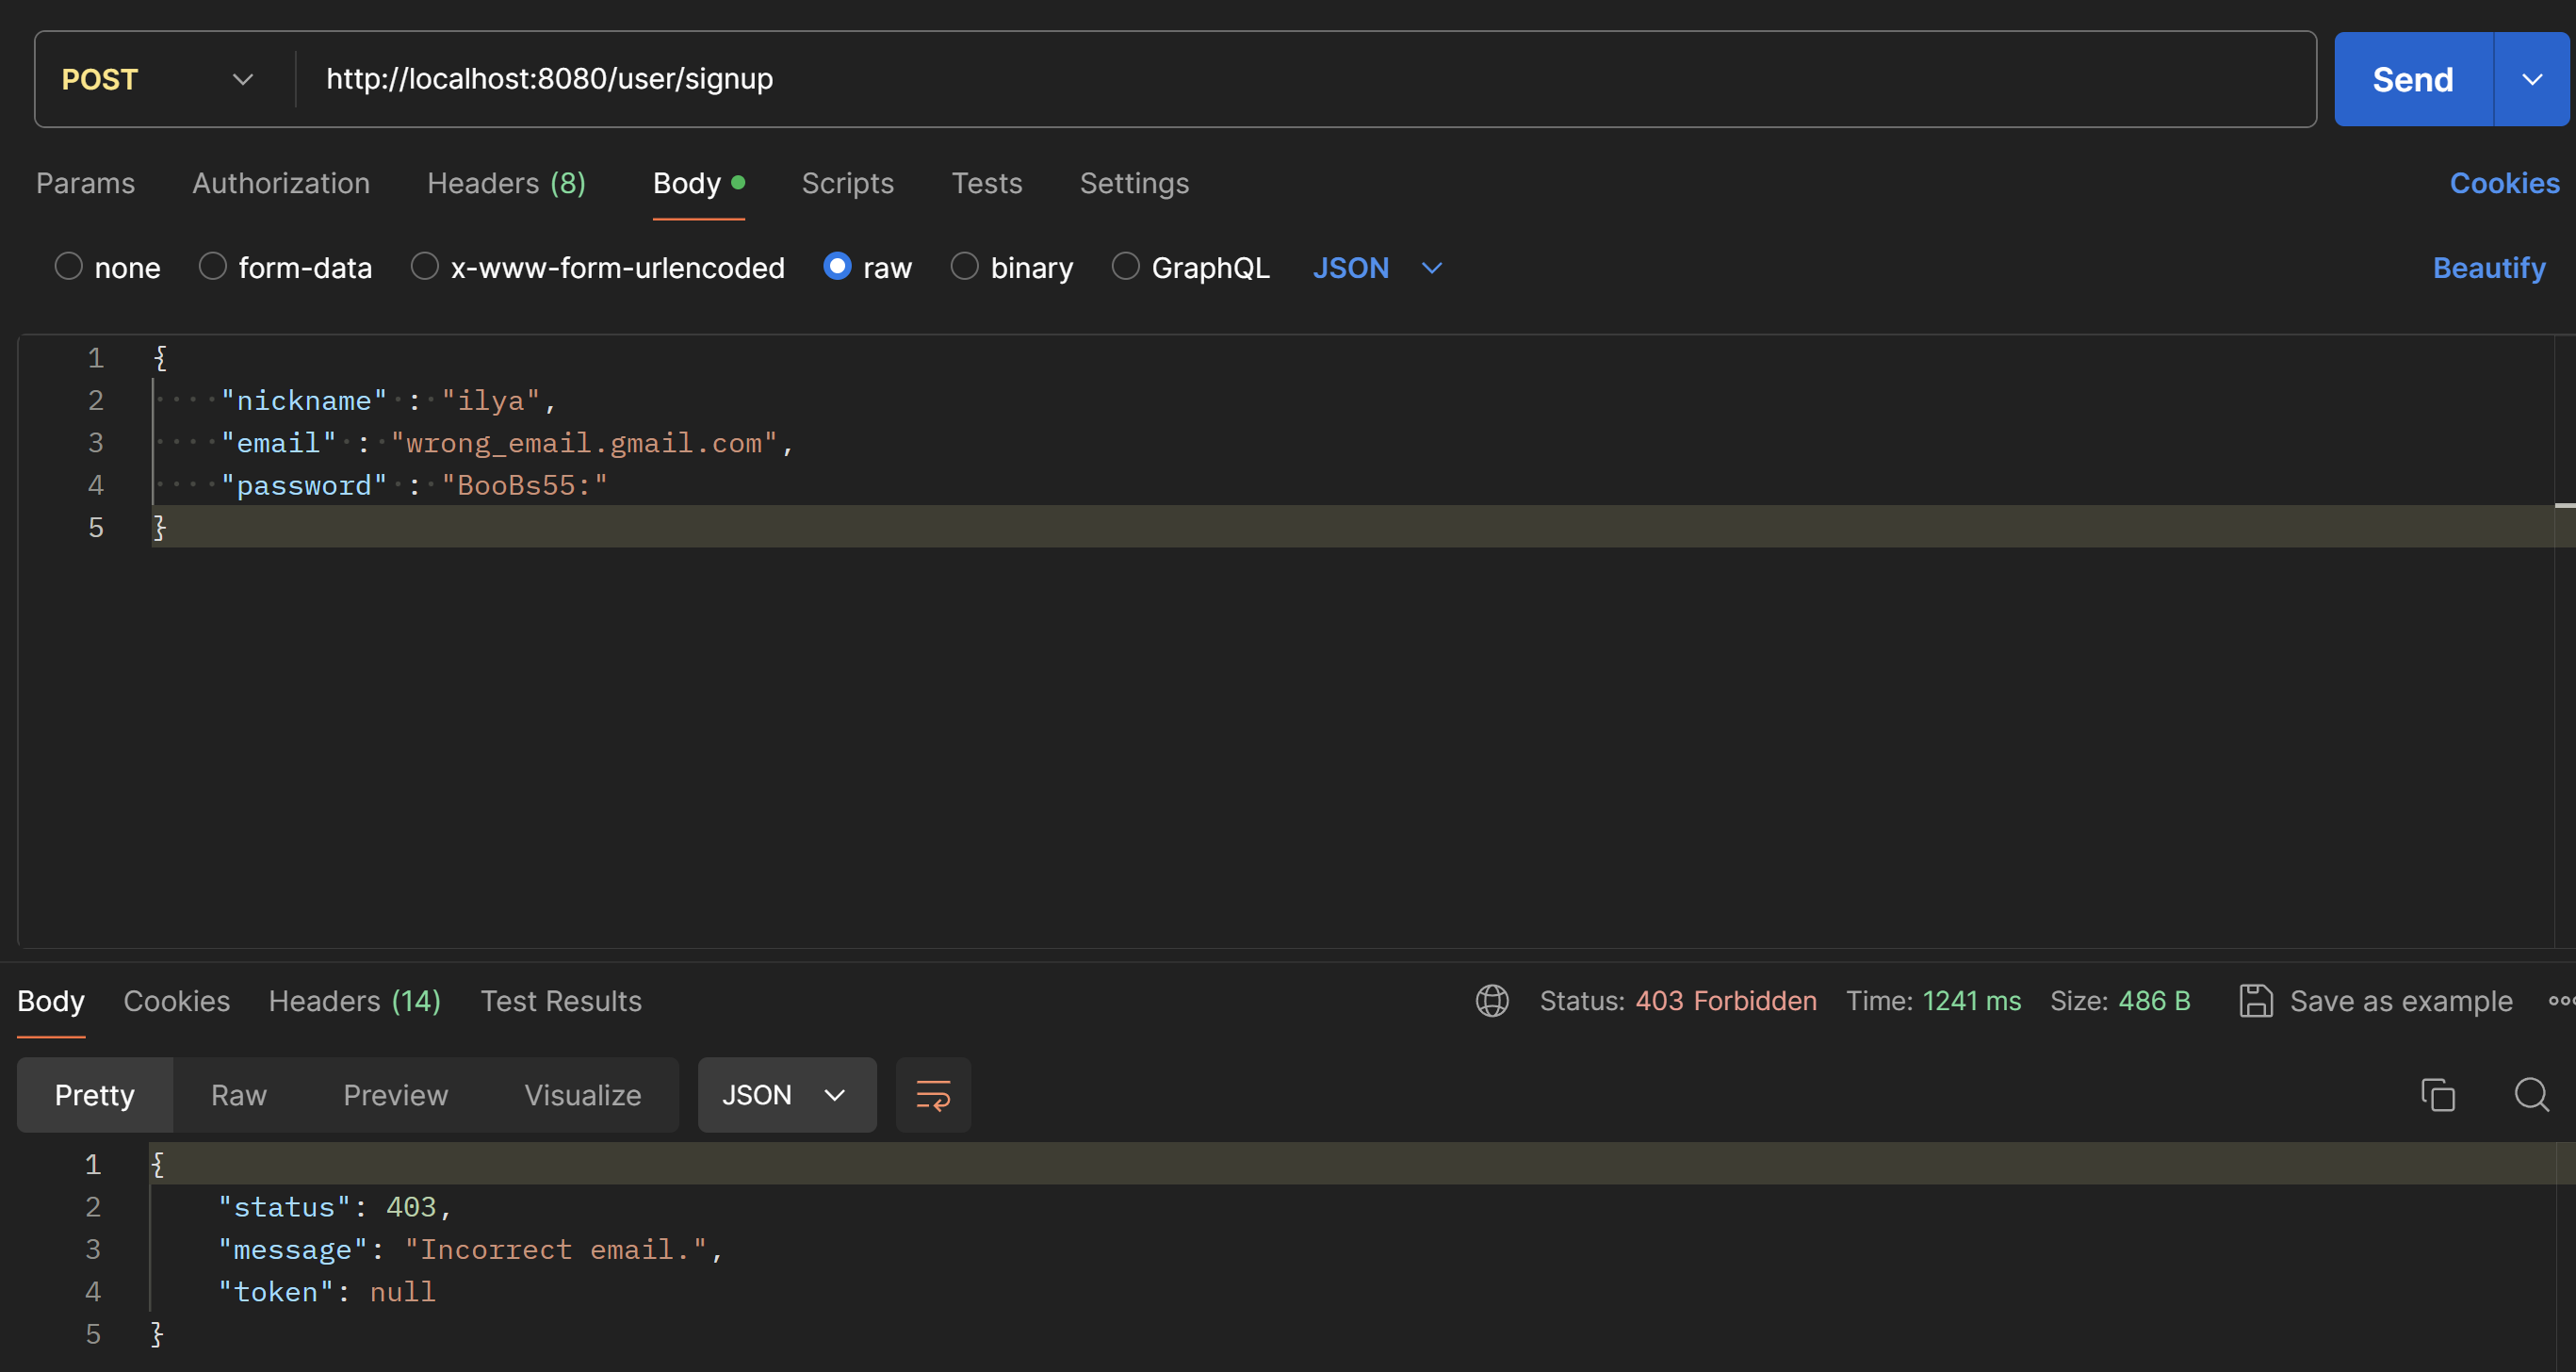 POST http://localhost:8080/user/signup Send
Params Authorization Headers (8) Body Scripts Tests Settings Cookies
none form-data x-www-form-urlencoded raw binary GraphQL JSON Beautify
1 {
2 "nickname" : "ilya",
3 "email" : "wrong_email.gmail.com",
4 "password" : "BooBs55:"
5 }
Body Cookies Headers (14) Test Results Status: 403 Forbidden Time: 1241 ms Size: 486 B Save as example
Pretty Raw Preview Visualize JSON
1 {
2 "status": 403,
3 "message": "Incorrect email.",
4 "token": null
5 }